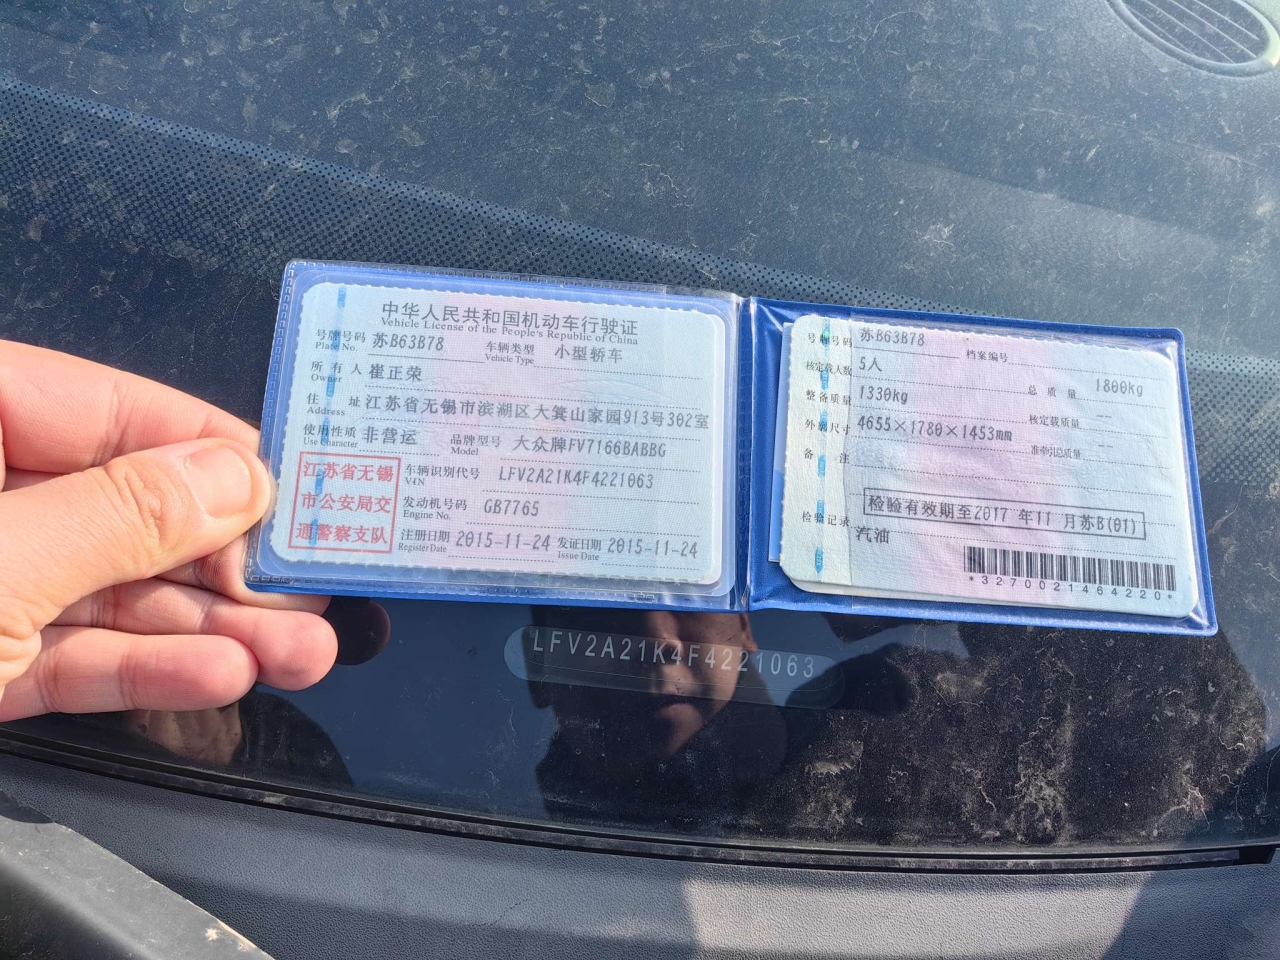 中华人民共和国机动车行驶证
Vehicle License of the People's Republic of China
号牌号码 苏B63B78 车辆类型 小型轿车
Plate No. Vehicle Type
所有人 崔正荣
Owner
住址 江苏省无锡市滨湖区大箕山家园913号302室
Address
使用性质 非营运 品牌型号 大众牌FV7166BABBG
Use Character Model
江苏省无锡
市公安局交
通警察支队
车辆识别代号 LFV2A21K4F4221063
VIN
发动机号码 GB7765
Engine No.
注册日期 2015-11-24 发证日期 2015-11-24
Register Date Issue Date
号牌号码 苏B63B78 档案编号
核定载人数 5人 总质量 1800kg
整备质量 1330kg 核定载质量 --
外廓尺寸 4655×1780×1453mm 准牵引总质量 --
备注
检验记录 检验有效期至2017年11月苏B(01)
汽油
*3270021464220*
LFV2A21K4F4221063